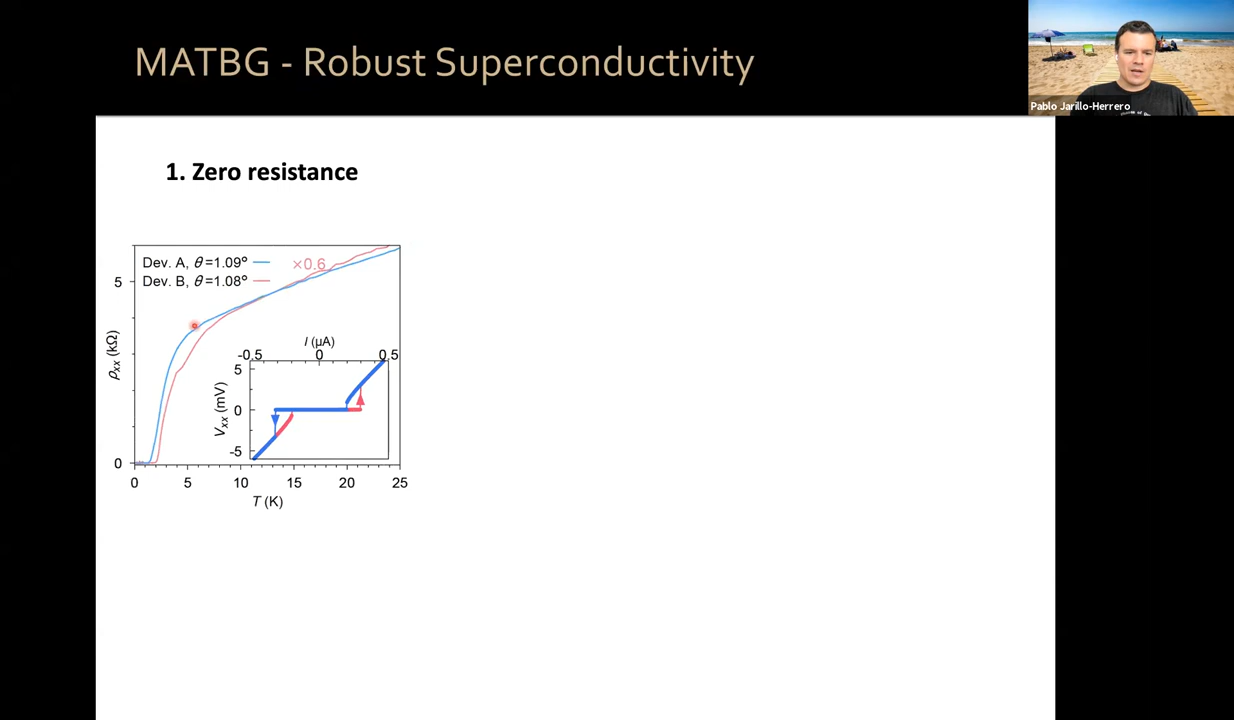 MATBG - Robust Superconductivity
Pablo Jarillo-Herrero
1. Zero resistance
Dev. A, θ=1.09°
×0.6
Dev. B, θ=1.08°
5
0
ρxx (kΩ)
I (μA)
-0.5 0 0.5
5
0
-5
Vxx (mV)
0 5 10 15 20 25
T (K)